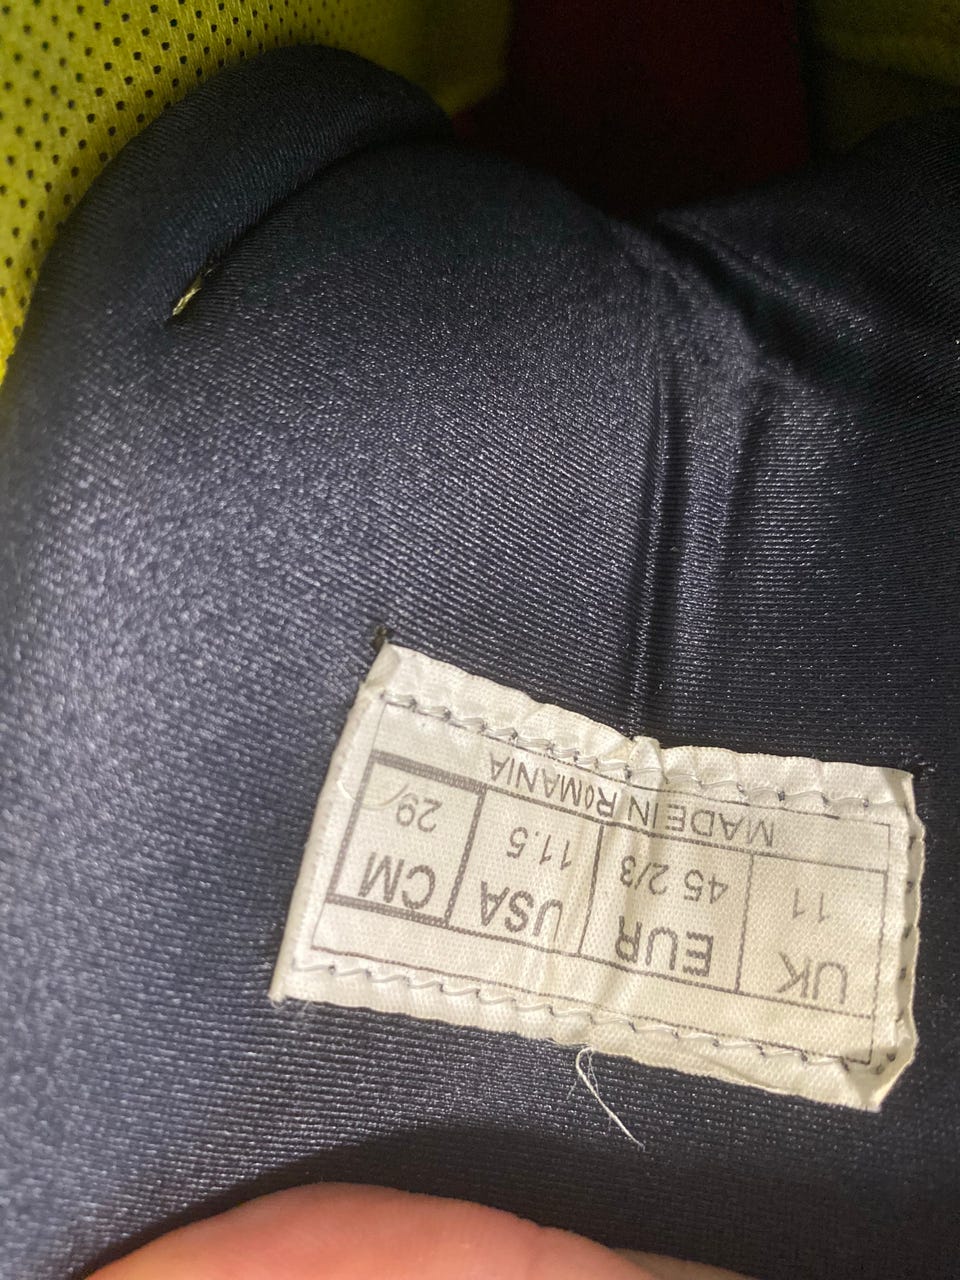 UK EUR USA CM
11 45 2/3 11.5 29
MADE IN ROMANIA